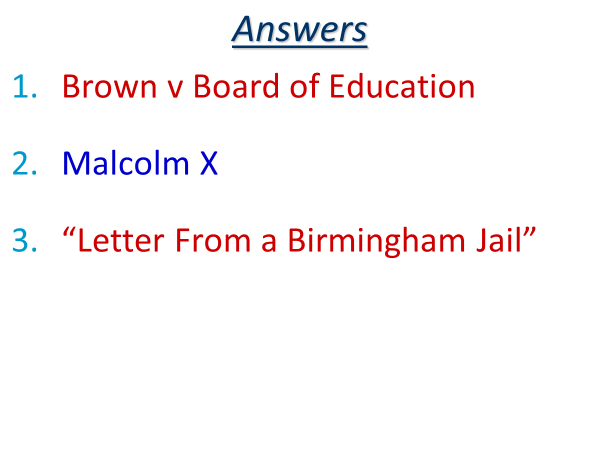 Answers
1. Brown v Board of Education
2. Malcolm X
3. “Letter From a Birmingham Jail”